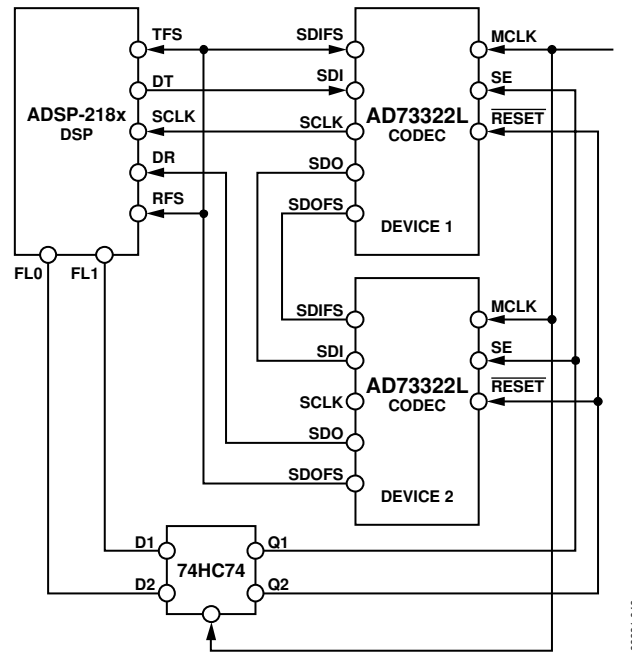 TFS
DT
SCLK
DR
RFS
ADSP-218x
DSP
FL0
FL1
SDIFS
SDI
SCLK
SDO
SDOFS
AD73322L
CODEC
DEVICE 1
MCLK
SE
RESET
SDIFS
SDI
SCLK
SDO
SDOFS
AD73322L
CODEC
DEVICE 2
MCLK
SE
RESET
D1
D2
74HC74
Q1
Q2